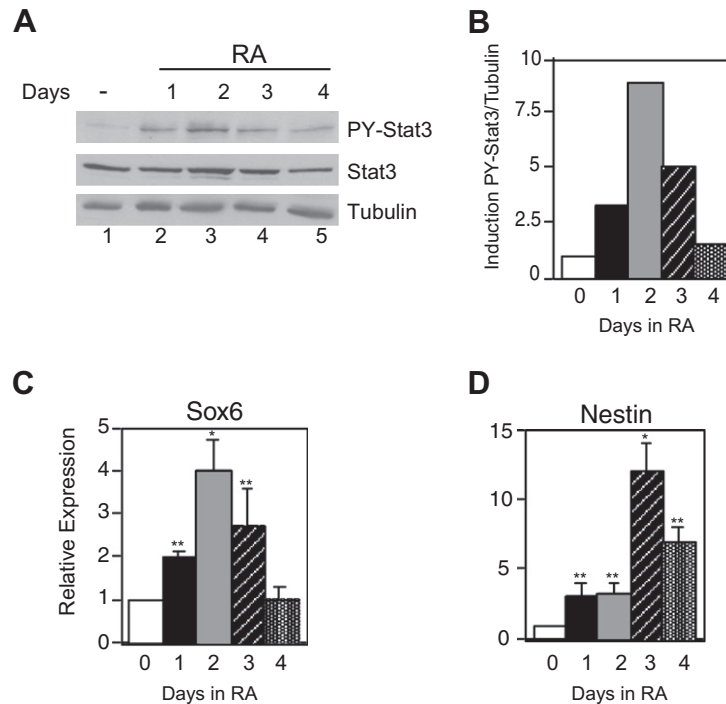 A
RA
Days - 1 2 3 4
PY-Stat3
Stat3
Tubulin
1 2 3 4 5
B
Induction PY-Stat3/Tubulin
10
7.5
5
2.5
0
0 1 2 3 4
Days in RA
C
Sox6
Relative Expression
5
4
3
2
1
0
** * **
0 1 2 3 4
Days in RA
D
Nestin
15
10
5
0
** ** * **
0 1 2 3 4
Days in RA